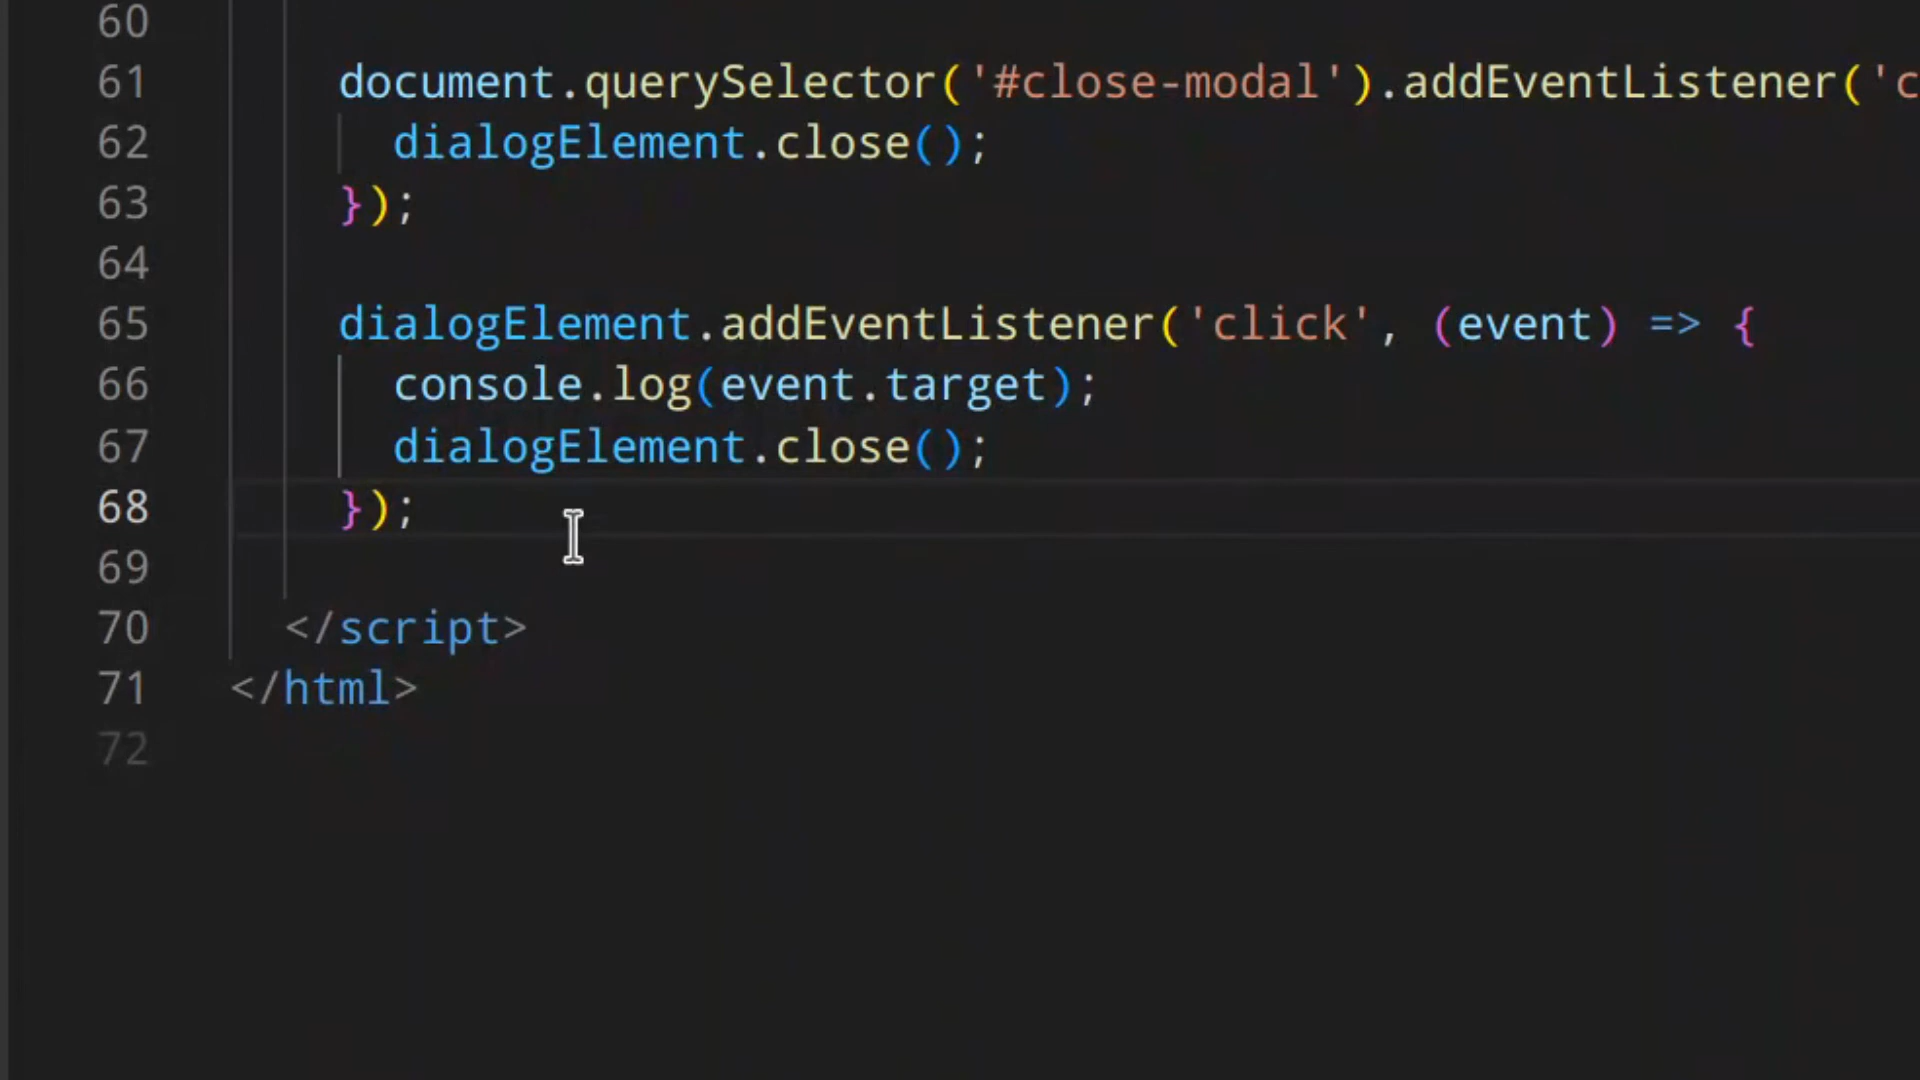 60
61 document.querySelector('#close-modal').addEventListener('c
62 dialogElement.close();
63 });
64
65 dialogElement.addEventListener('click', (event) => {
66 console.log(event.target);
67 dialogElement.close();
68 });
69
70 </script>
71 </html>
72